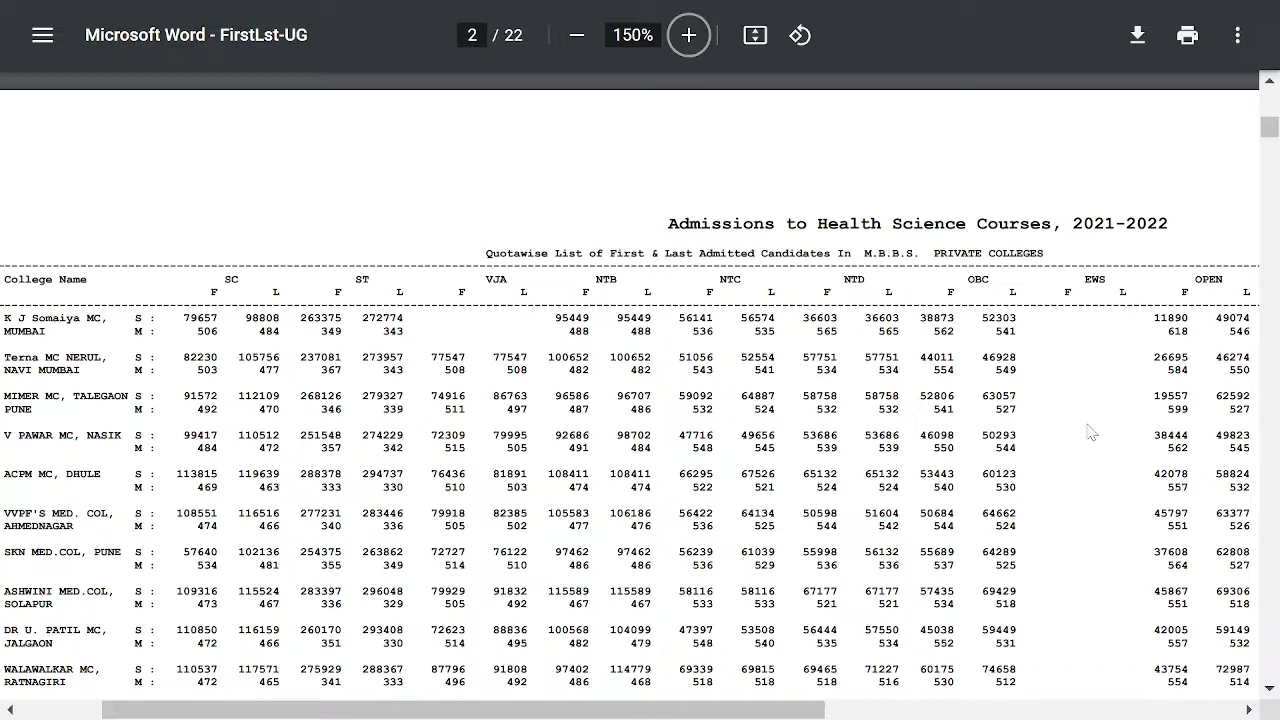 Microsoft Word - FirstLst-UG 2 / 22 150%
Admissions to Health Science Courses, 2021-2022
Quotawise List of First & Last Admitted Candidates In M.B.B.S. PRIVATE COLLEGES
College Name SC ST VJA NTB NTC NTD OBC EWS OPEN
F L F L F L F L F L F L F L F L F L
K J Somaiya MC, S : 79657 98808 263375 272774 95449 95449 56141 56574 36603 36603 38873 52303 11890 49074
MUMBAI M : 506 484 349 343 488 488 536 535 565 565 562 541 618 546
Terna MC NERUL, S : 82230 105756 237081 273957 77547 77547 100652 100652 51056 52554 57751 57751 44011 46928 26695 46274
NAVI MUMBAI M : 503 477 367 343 508 508 482 482 543 541 534 534 554 549 584 550
MIMER MC, TALEGAON S : 91572 112109 268126 279327 74916 86763 96586 96707 59092 64887 58758 58758 52806 63057 19557 62592
PUNE M : 492 470 346 339 511 497 487 486 532 524 532 532 541 527 599 527
V PAWAR MC, NASIK S : 99417 110512 251548 274229 72309 79995 92686 98702 47716 49656 53686 53686 46098 50293 38444 49823
M : 484 472 357 342 515 505 491 484 548 545 539 539 550 544 562 545
ACPM MC, DHULE S : 113815 119639 288378 294737 76436 81891 108411 108411 66295 67526 65132 65132 53443 60123 42078 58824
M : 469 463 333 330 510 503 474 474 522 521 524 524 540 530 557 532
VVPF'S MED. COL, S : 108551 116516 277231 283446 79918 82385 105583 106186 56422 64134 50598 51604 50684 64662 45797 63377
AHMEDNAGAR M : 474 466 340 336 505 502 477 476 536 525 544 542 544 524 551 526
SKN MED.COL, PUNE S : 57640 102136 254375 263862 72727 76122 97462 97462 56239 61039 55998 56132 55689 64289 37608 62808
M : 534 481 355 349 514 510 486 486 536 529 536 536 537 525 564 527
ASHWINI MED.COL, S : 109316 115524 283397 296048 79929 91832 115589 115589 58116 58116 67177 67177 57435 69429 45867 69306
SOLAPUR M : 473 467 336 329 505 492 467 467 533 533 521 521 534 518 551 518
DR U. PATIL MC, S : 110850 116159 260170 293408 72623 88836 100568 104099 47397 53508 56444 57550 45038 59449 42005 59149
JALGAON M : 472 466 351 330 514 495 482 479 548 540 535 534 552 531 557 532
WALAWALKAR MC, S : 110537 117571 275929 288367 87796 91808 97402 114779 69339 69815 69465 71227 60175 74658 43754 72987
RATNAGIRI M : 472 465 341 333 496 492 486 468 518 518 518 516 530 512 554 514